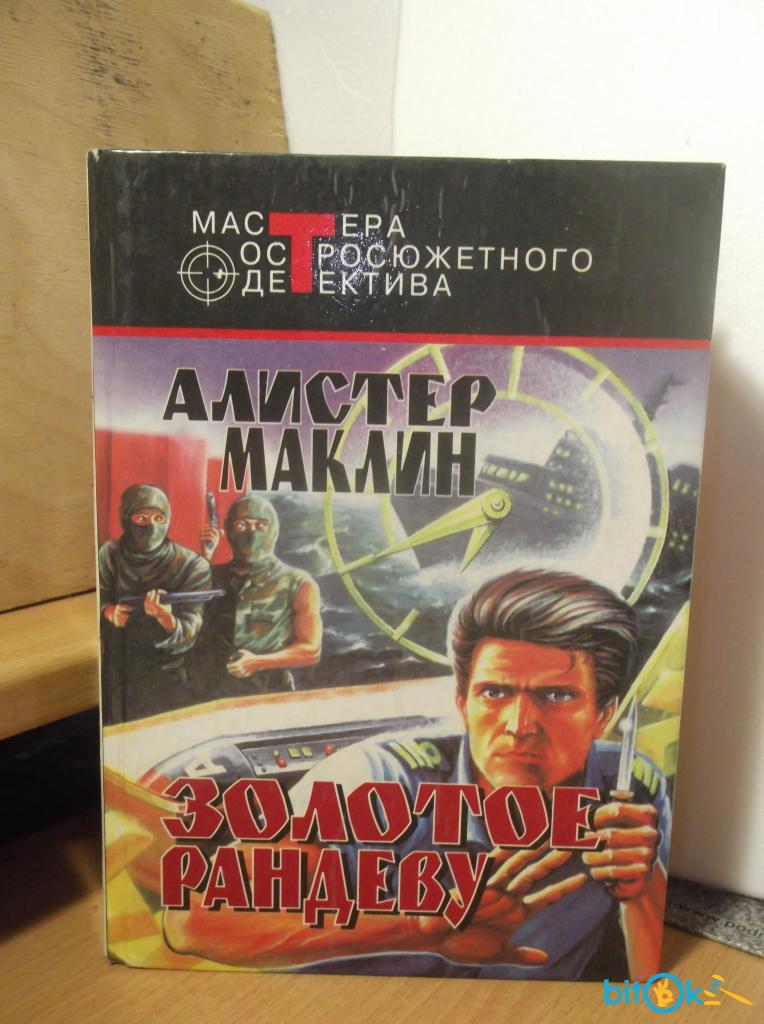 МАСТЕРА
ОСТРОСЮЖЕТНОГО
ДЕТЕКТИВА
АЛИСТЕР
МАКЛИН
ЗОЛОТОЕ
РАНДЕВУ
bitOk